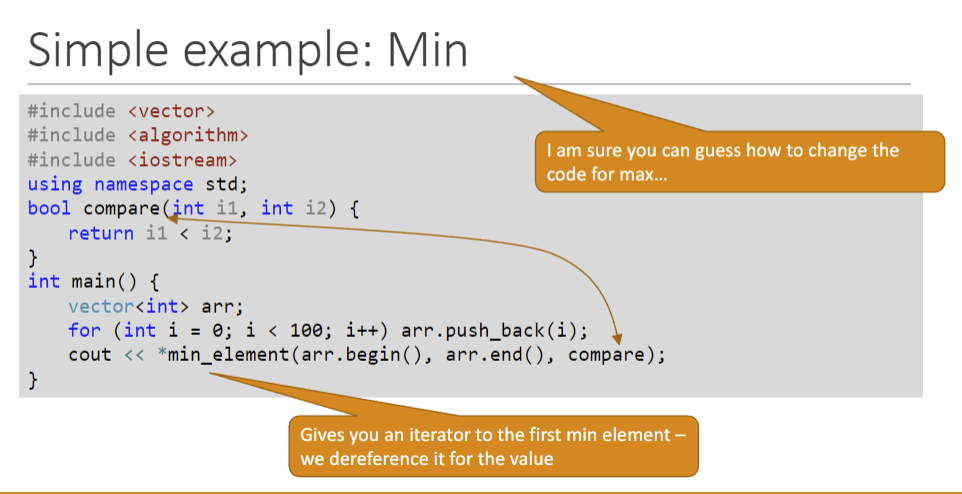 Simple example: Min
#include <vector>
#include <algorithm>
#include <iostream>
using namespace std;
bool compare(int i1, int i2) {
    return i1 < i2;
}
int main() {
    vector<int> arr;
    for (int i = 0; i < 100; i++) arr.push_back(i);
    cout << *min_element(arr.begin(), arr.end(), compare);
}
I am sure you can guess how to change the
code for max...
Gives you an iterator to the first min element –
we dereference it for the value